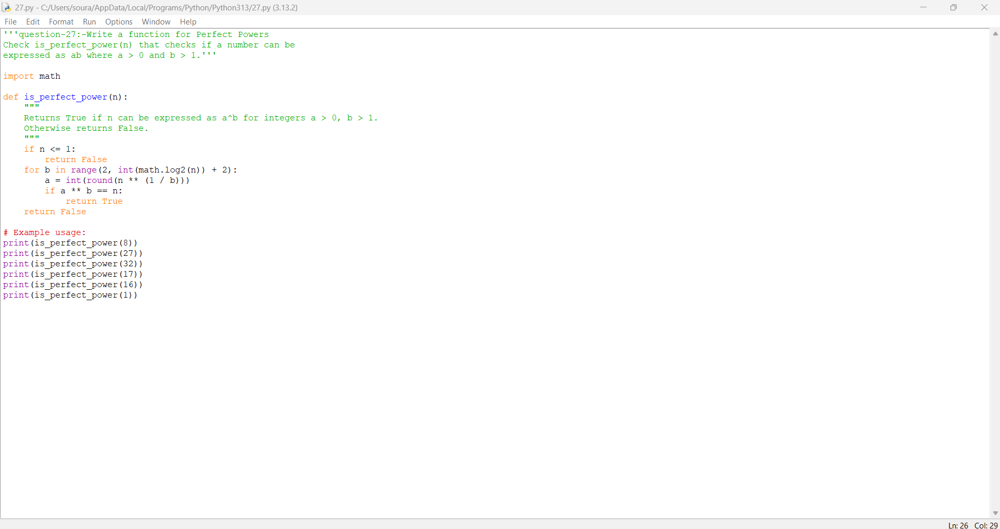 27.py - C:/Users/soura/AppData/Local/Programs/Python/Python313/27.py (3.13.2)
File Edit Format Run Options Window Help
'''question-27:-Write a function for Perfect Powers
Check is_perfect_power(n) that checks if a number can be
expressed as ab where a > 0 and b > 1.'''

import math

def is_perfect_power(n):
    """
    Returns True if n can be expressed as a^b for integers a > 0, b > 1.
    Otherwise returns False.
    """
    if n <= 1:
        return False
    for b in range(2, int(math.log2(n)) + 2):
        a = int(round(n ** (1 / b)))
        if a ** b == n:
            return True
    return False

# Example usage:
print(is_perfect_power(8))
print(is_perfect_power(27))
print(is_perfect_power(32))
print(is_perfect_power(17))
print(is_perfect_power(16))
print(is_perfect_power(1))
Ln: 26 Col: 29